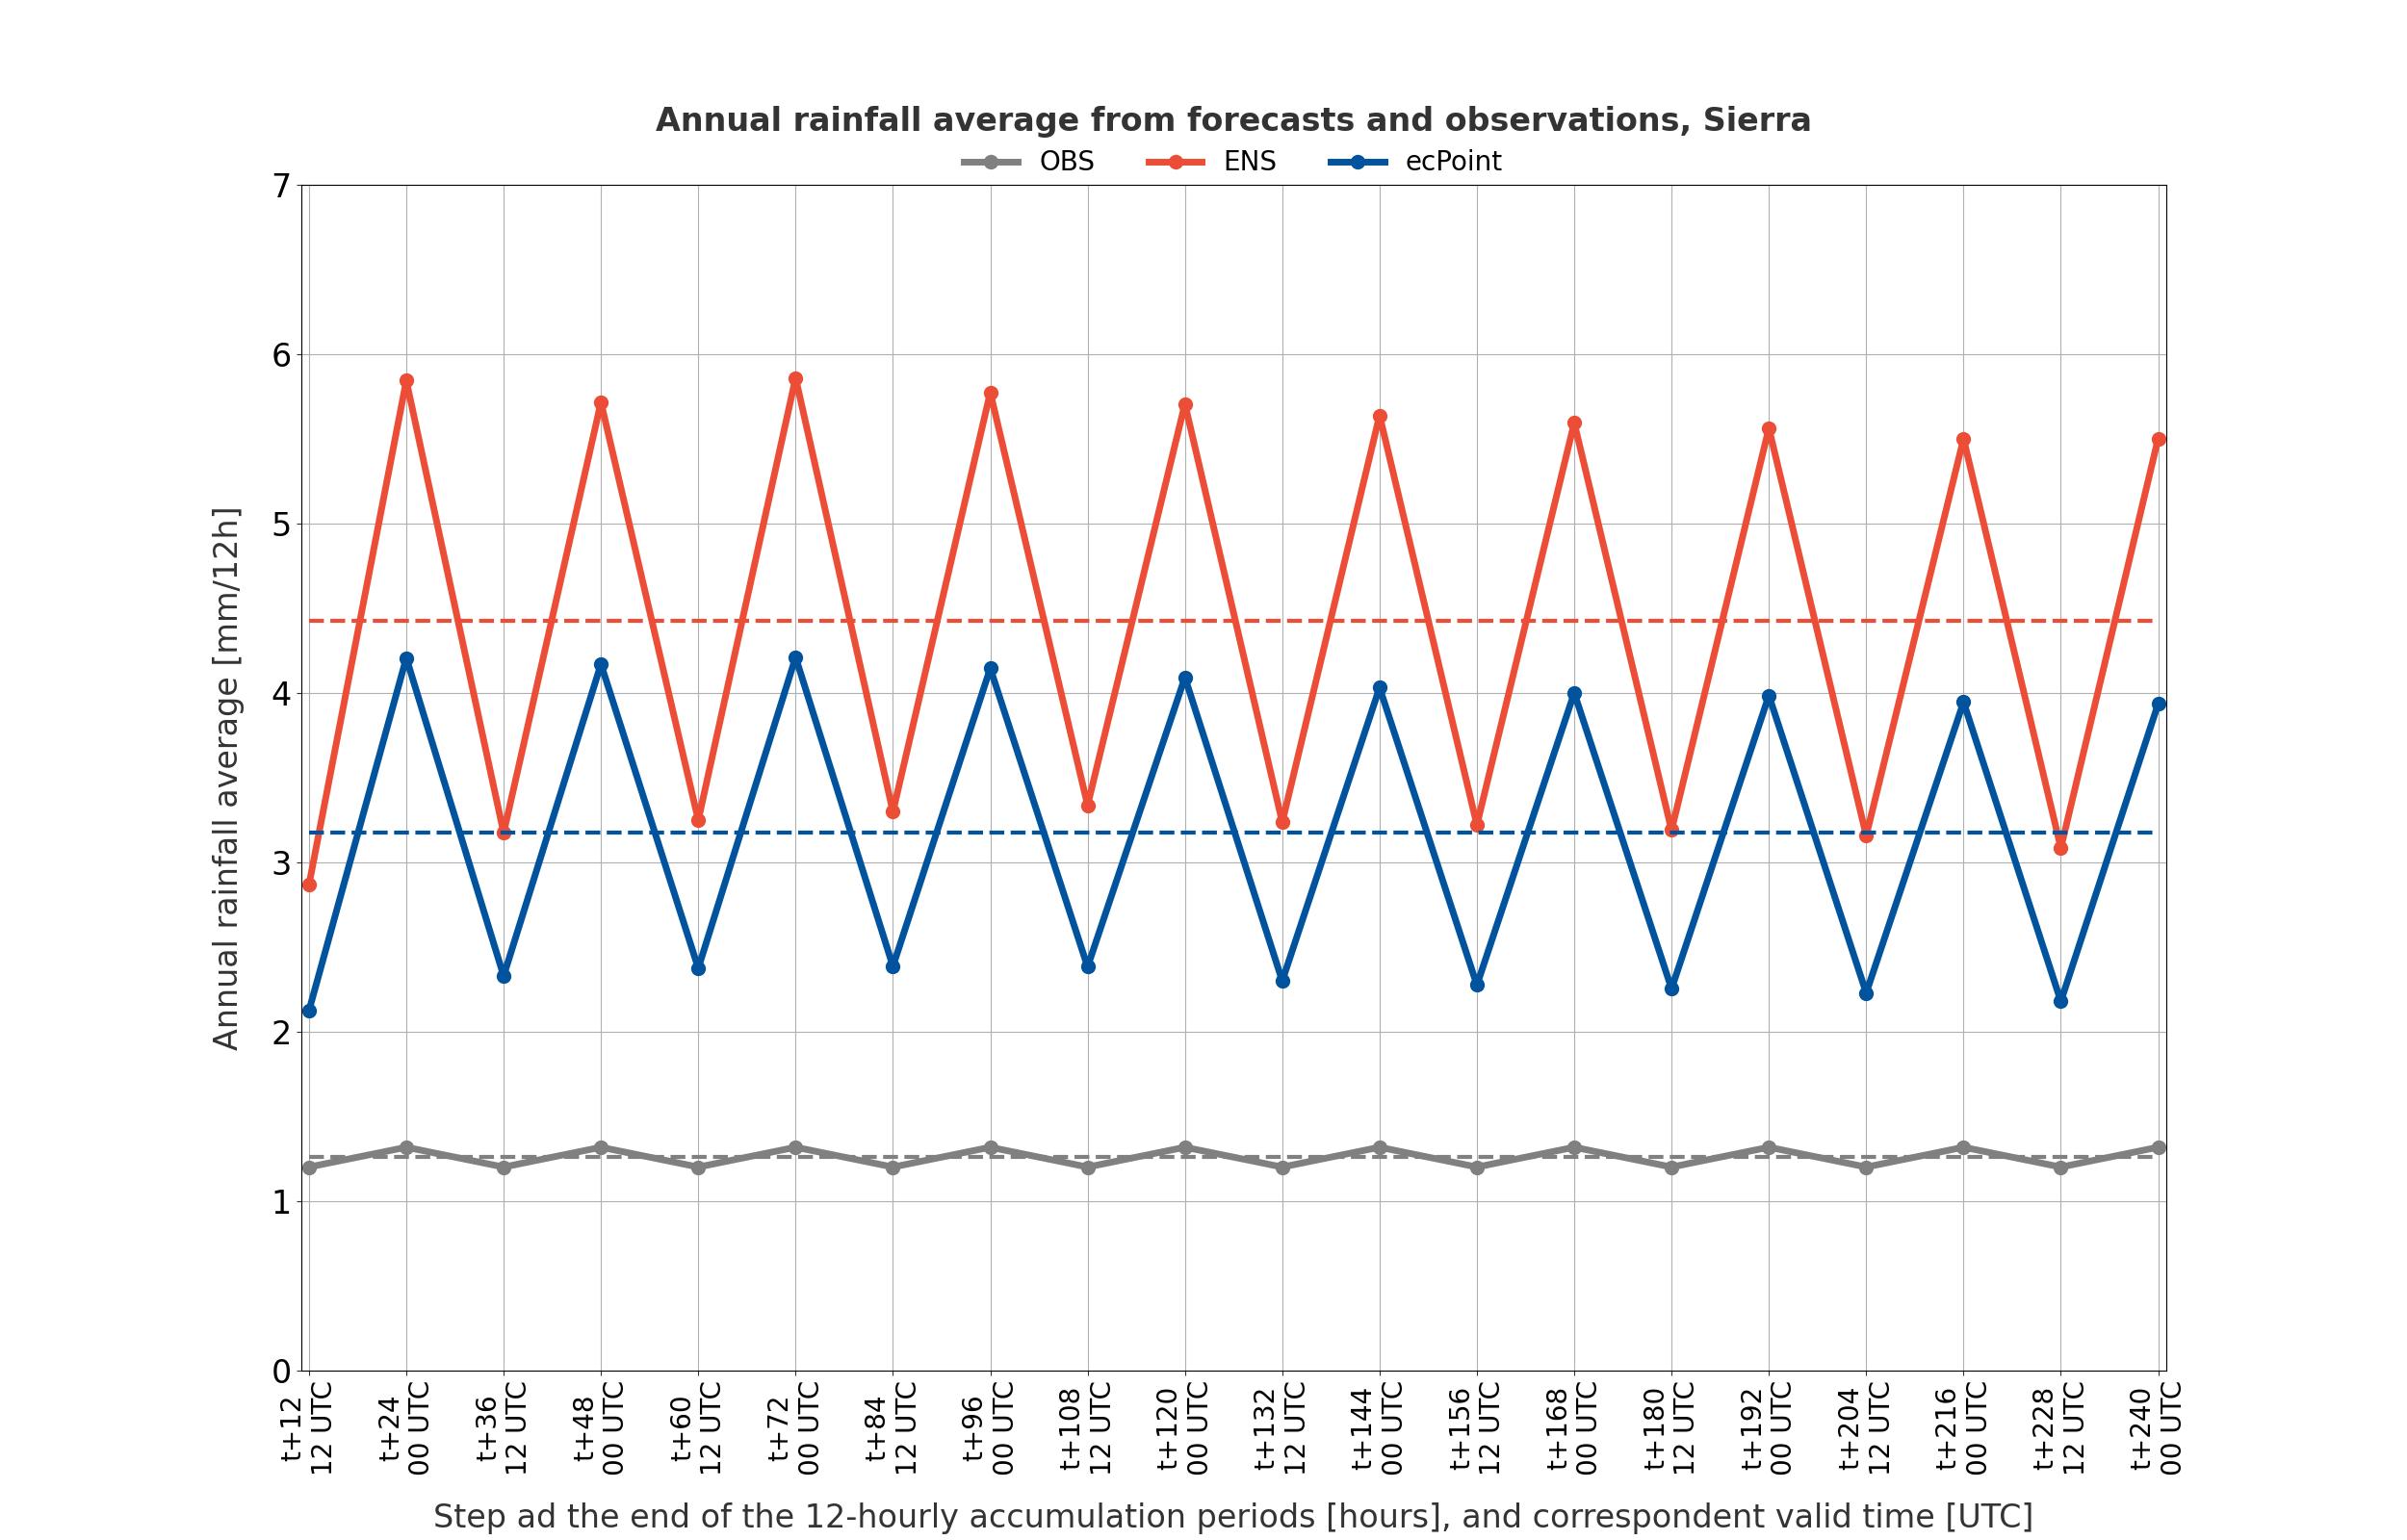 Annual rainfall average from forecasts and observations, Sierra
OBS
ENS
ecPoint
7
6
5
4
3
2
1
0
Annual rainfall average [mm/12h]
t+12
12 UTC
t+24
00 UTC
t+36
12 UTC
t+48
00 UTC
t+60
12 UTC
t+72
00 UTC
t+84
12 UTC
t+96
00 UTC
t+108
12 UTC
t+120
00 UTC
t+132
12 UTC
t+144
00 UTC
t+156
12 UTC
t+168
00 UTC
t+180
12 UTC
t+192
00 UTC
t+204
12 UTC
t+216
00 UTC
t+228
12 UTC
t+240
00 UTC
Step ad the end of the 12-hourly accumulation periods [hours], and correspondent valid time [UTC]